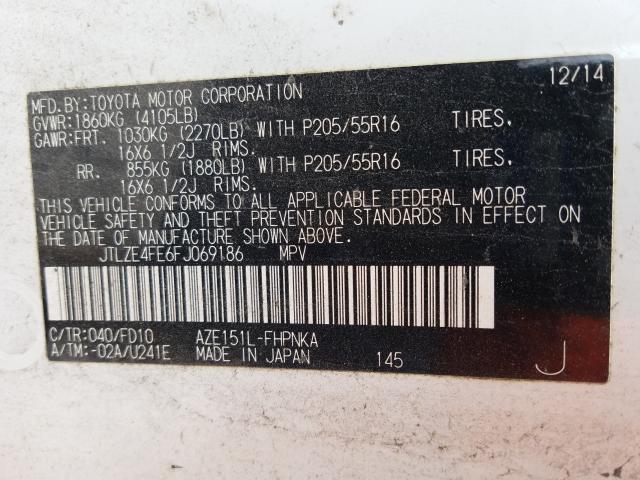 12/14
MFD.BY:TOYOTA MOTOR CORPORATION
GVWR:1860KG (4105LB)
GAWR:FRT. 1030KG (2270LB) WITH P205/55R16 TIRES,
16X6 1/2J RIMS.
RR. 855KG (1880LB) WITH P205/55R16 TIRES,
16X6 1/2J RIMS.
THIS VEHICLE CONFORMS TO ALL APPLICABLE FEDERAL MOTOR
VEHICLE SAFETY AND THEFT PREVENTION STANDARDS IN EFFECT ON
THE DATE OF MANUFACTURE SHOWN ABOVE.
JTLZE4FE6FJ069186 MPV
C/TR:040/FD10 AZE151L-FHPNKA
A/TM:-02A/U241E MADE IN JAPAN 145 J